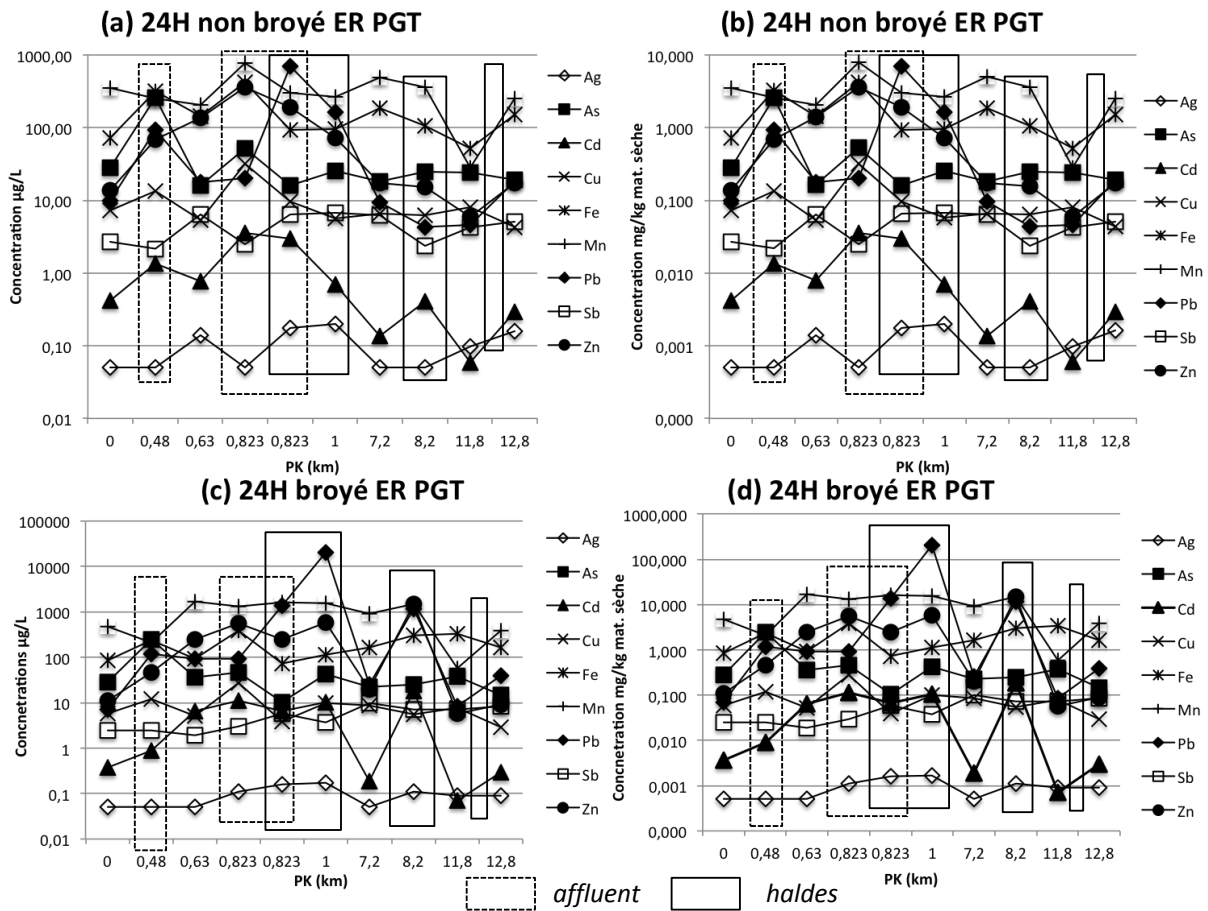 (a) 24H non broyé ER PGT
Concentration µg/L
1000,00
100,00
10,00
1,00
0,10
0,01
0 0,48 0,63 0,823 0,823 1 7,2 8,2 11,8 12,8
PK (km)
Ag
As
Cd
Cu
Fe
Mn
Pb
Sb
Zn
(b) 24H non broyé ER PGT
Concentration mg/kg mat. sèche
10,000
1,000
0,100
0,010
0,001
0,000
0 0,48 0,63 0,823 0,823 1 7,2 8,2 11,8 12,8
PK (km)
Ag
As
Cd
Cu
Fe
Mn
Pb
Sb
Zn
(c) 24H broyé ER PGT
Concnetrations µg/L
100000
10000
1000
100
10
1
0,1
0,01
0 0,48 0,63 0,823 0,823 1 7,2 8,2 11,8 12,8
PK (km)
Ag
As
Cd
Cu
Fe
Mn
Pb
Sb
Zn
(d) 24H broyé ER PGT
Concnetration mg/kg mat. sèche
1000,000
100,000
10,000
1,000
0,100
0,010
0,001
0,000
0 0,48 0,63 0,823 0,823 1 7,2 8,2 11,8 12,8
PK (km)
Ag
As
Cd
Cu
Fe
Mn
Pb
Sb
Zn
affluent
haldes